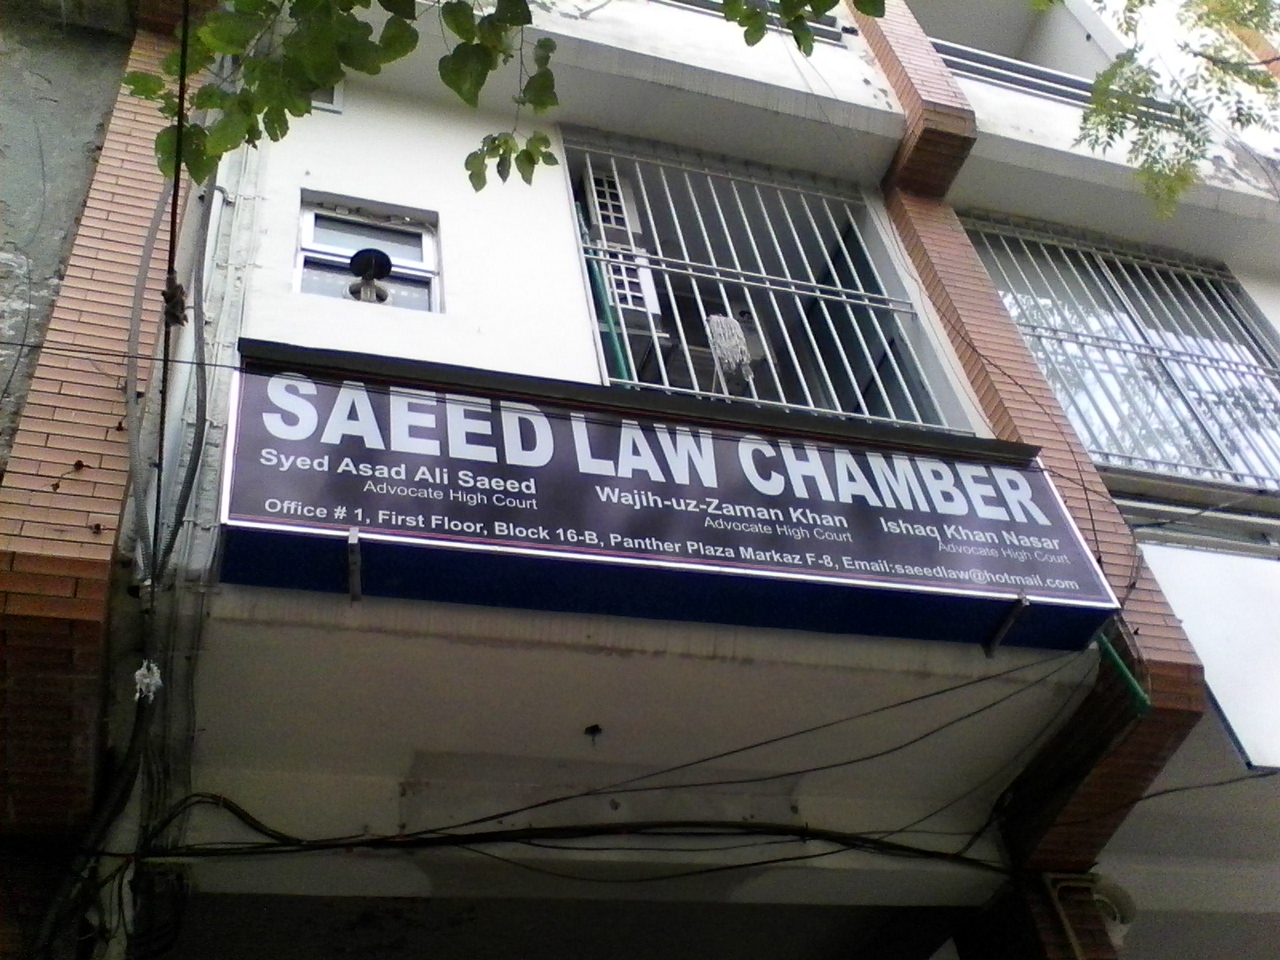 SAEED LAW CHAMBER
Syed Asad Ali Saeed
Advocate High Court
Wajih-uz-Zaman Khan
Advocate High Court
Ishaq Khan Nasar
Advocate High Court
Office # 1, First Floor, Block 16-B, Panther Plaza Markaz F-8, Email:saeedlaw@hotmail.com